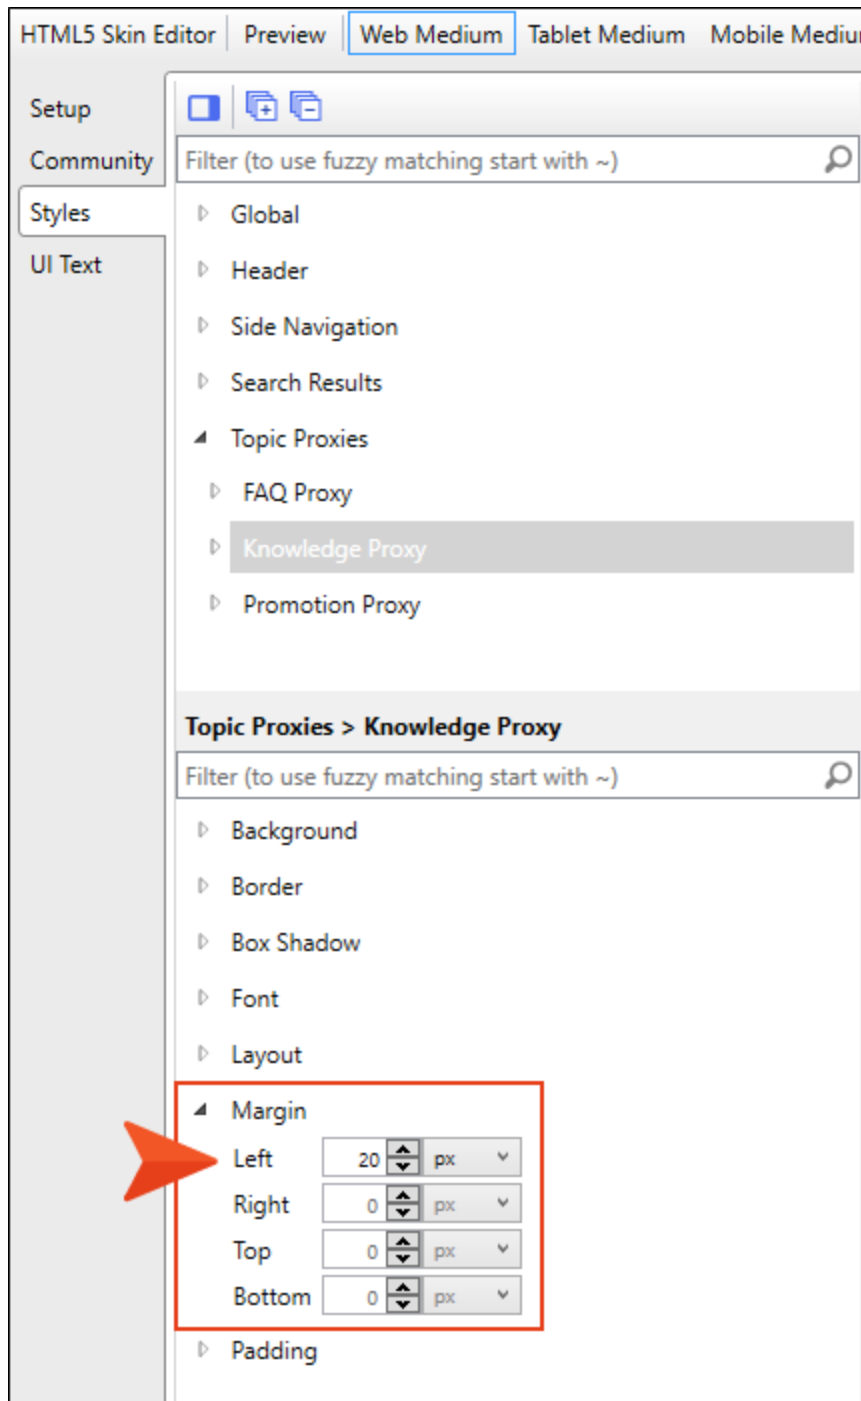 HTML5 Skin Editor Preview Web Medium Tablet Medium Mobile Mediu
Setup
Community
Styles
UI Text
Filter (to use fuzzy matching start with ~)
Global
Header
Side Navigation
Search Results
Topic Proxies
FAQ Proxy
Knowledge Proxy
Promotion Proxy
Topic Proxies > Knowledge Proxy
Filter (to use fuzzy matching start with ~)
Background
Border
Box Shadow
Font
Layout
Margin
Left 20 px
Right 0 px
Top 0 px
Bottom 0 px
Padding